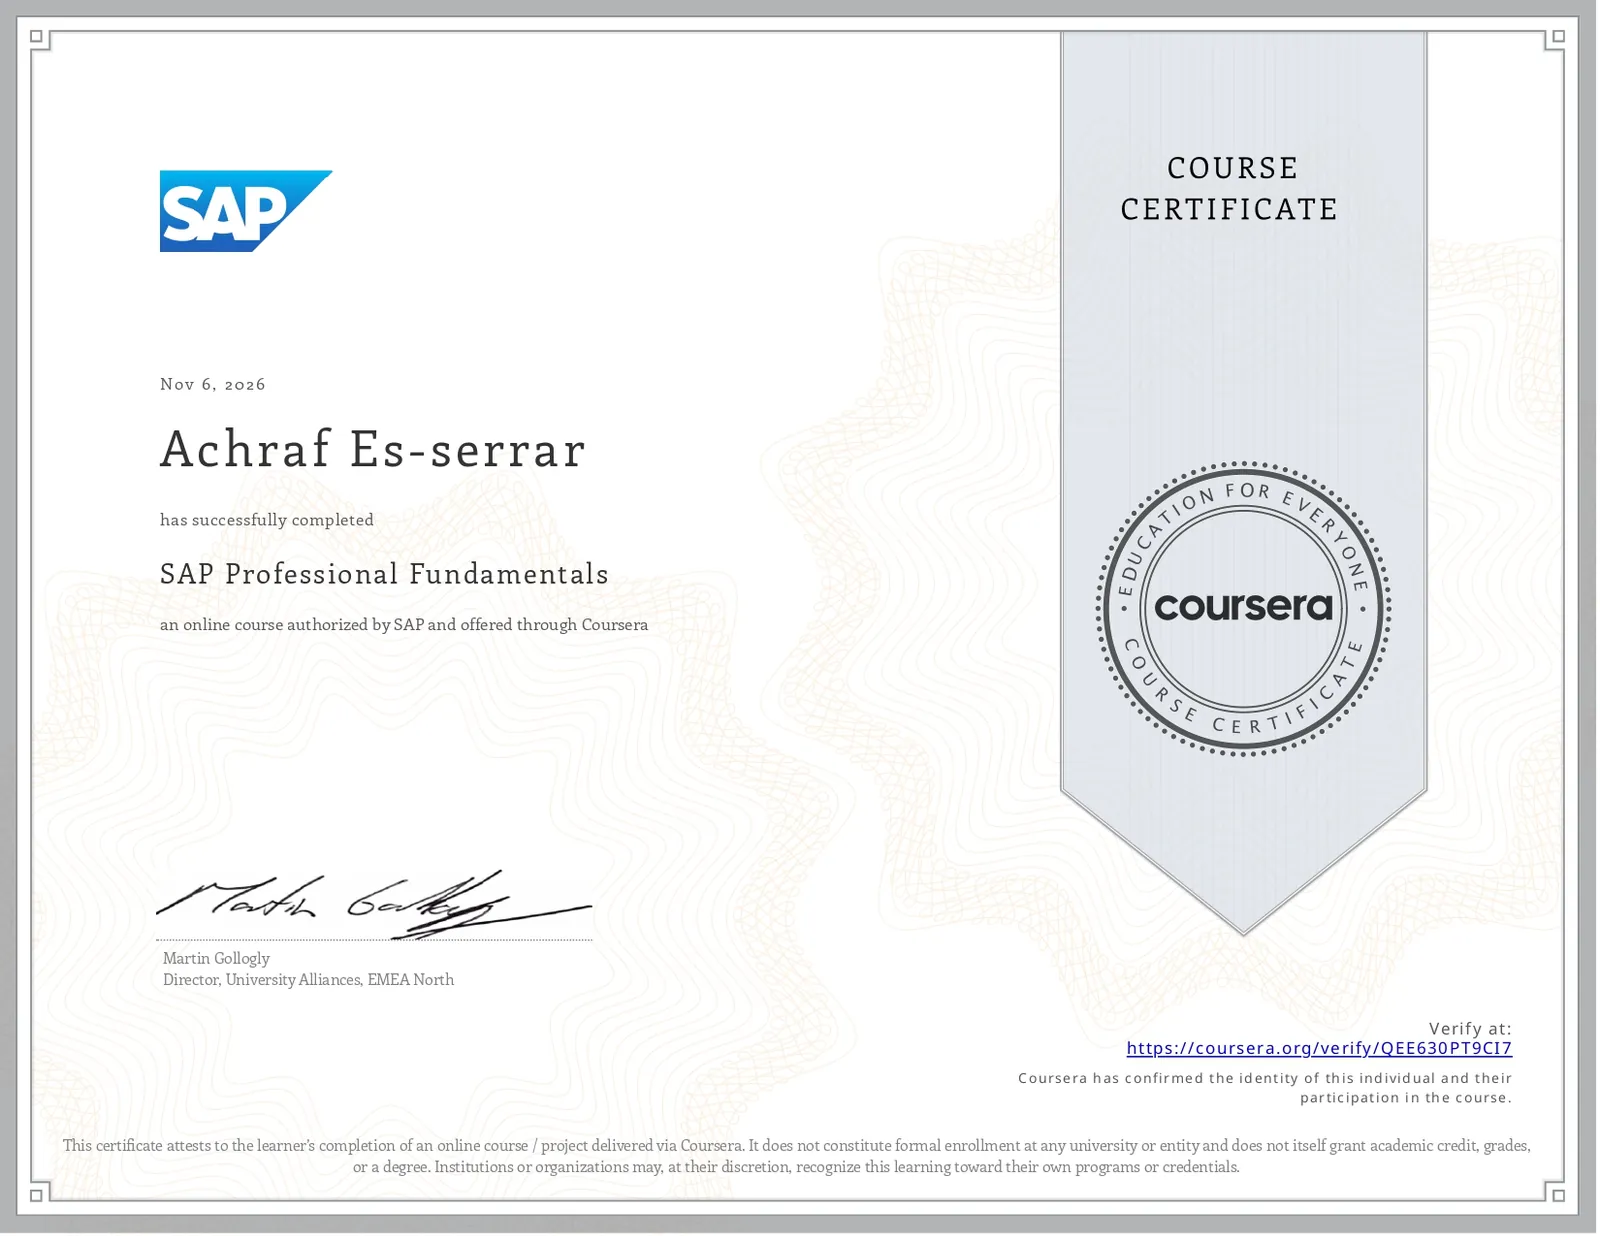 SAP
COURSE
CERTIFICATE
Nov 6, 2026
Achraf Es-serrar
has successfully completed
SAP Professional Fundamentals
an online course authorized by SAP and offered through Coursera
EDUCATION FOR EVERYONE
coursera
COURSE CERTIFICATE
Martin Gollogly
Martin Gollogly
Director, University Alliances, EMEA North
Verify at:
https://coursera.org/verify/QEE630PT9CI7
Coursera has confirmed the identity of this individual and their
participation in the course.
This certificate attests to the learner's completion of an online course / project delivered via Coursera. It does not constitute formal enrollment at any university or entity and does not itself grant academic credit, grades,
or a degree. Institutions or organizations may, at their discretion, recognize this learning toward their own programs or credentials.